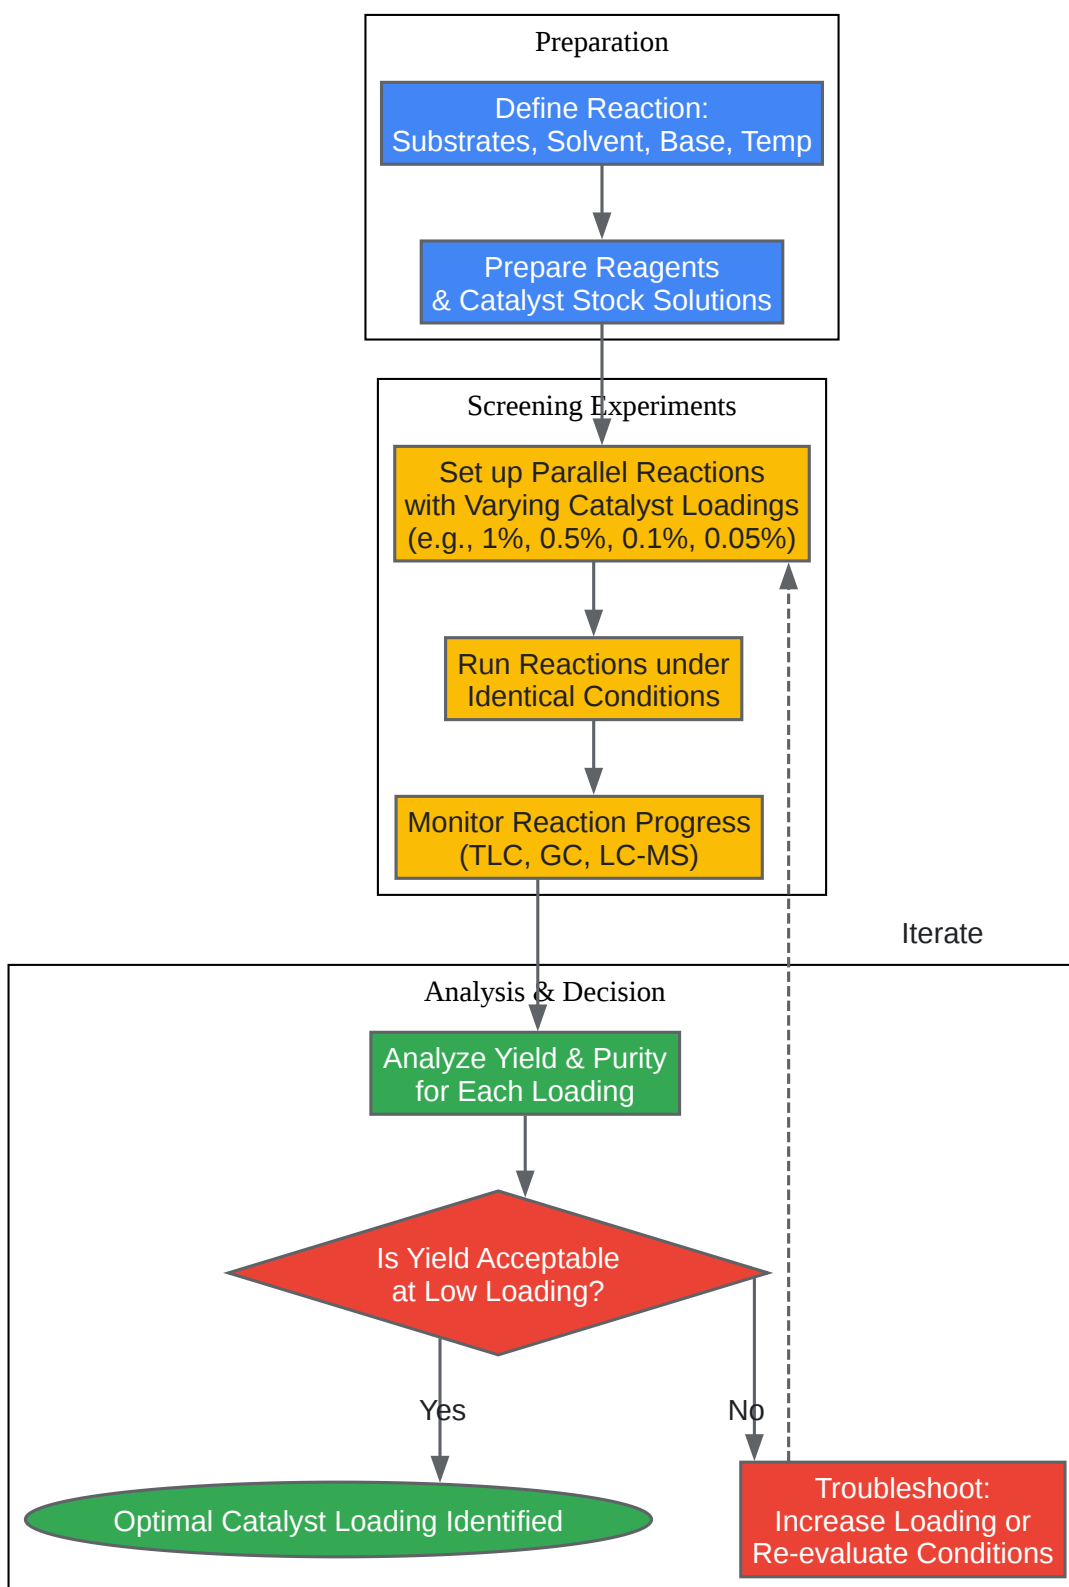 Preparation
Define Reaction:
Substrates, Solvent, Base, Temp
Prepare Reagents
& Catalyst Stock Solutions
Screening Experiments
Set up Parallel Reactions
with Varying Catalyst Loadings
(e.g., 1%, 0.5%, 0.1%, 0.05%)
Run Reactions under
Identical Conditions
Monitor Reaction Progress
(TLC, GC, LC-MS)
Iterate
Analysis & Decision
Analyze Yield & Purity
for Each Loading
Is Yield Acceptable
at Low Loading?
Yes
No
Optimal Catalyst Loading Identified
Troubleshoot:
Increase Loading or
Re-evaluate Conditions